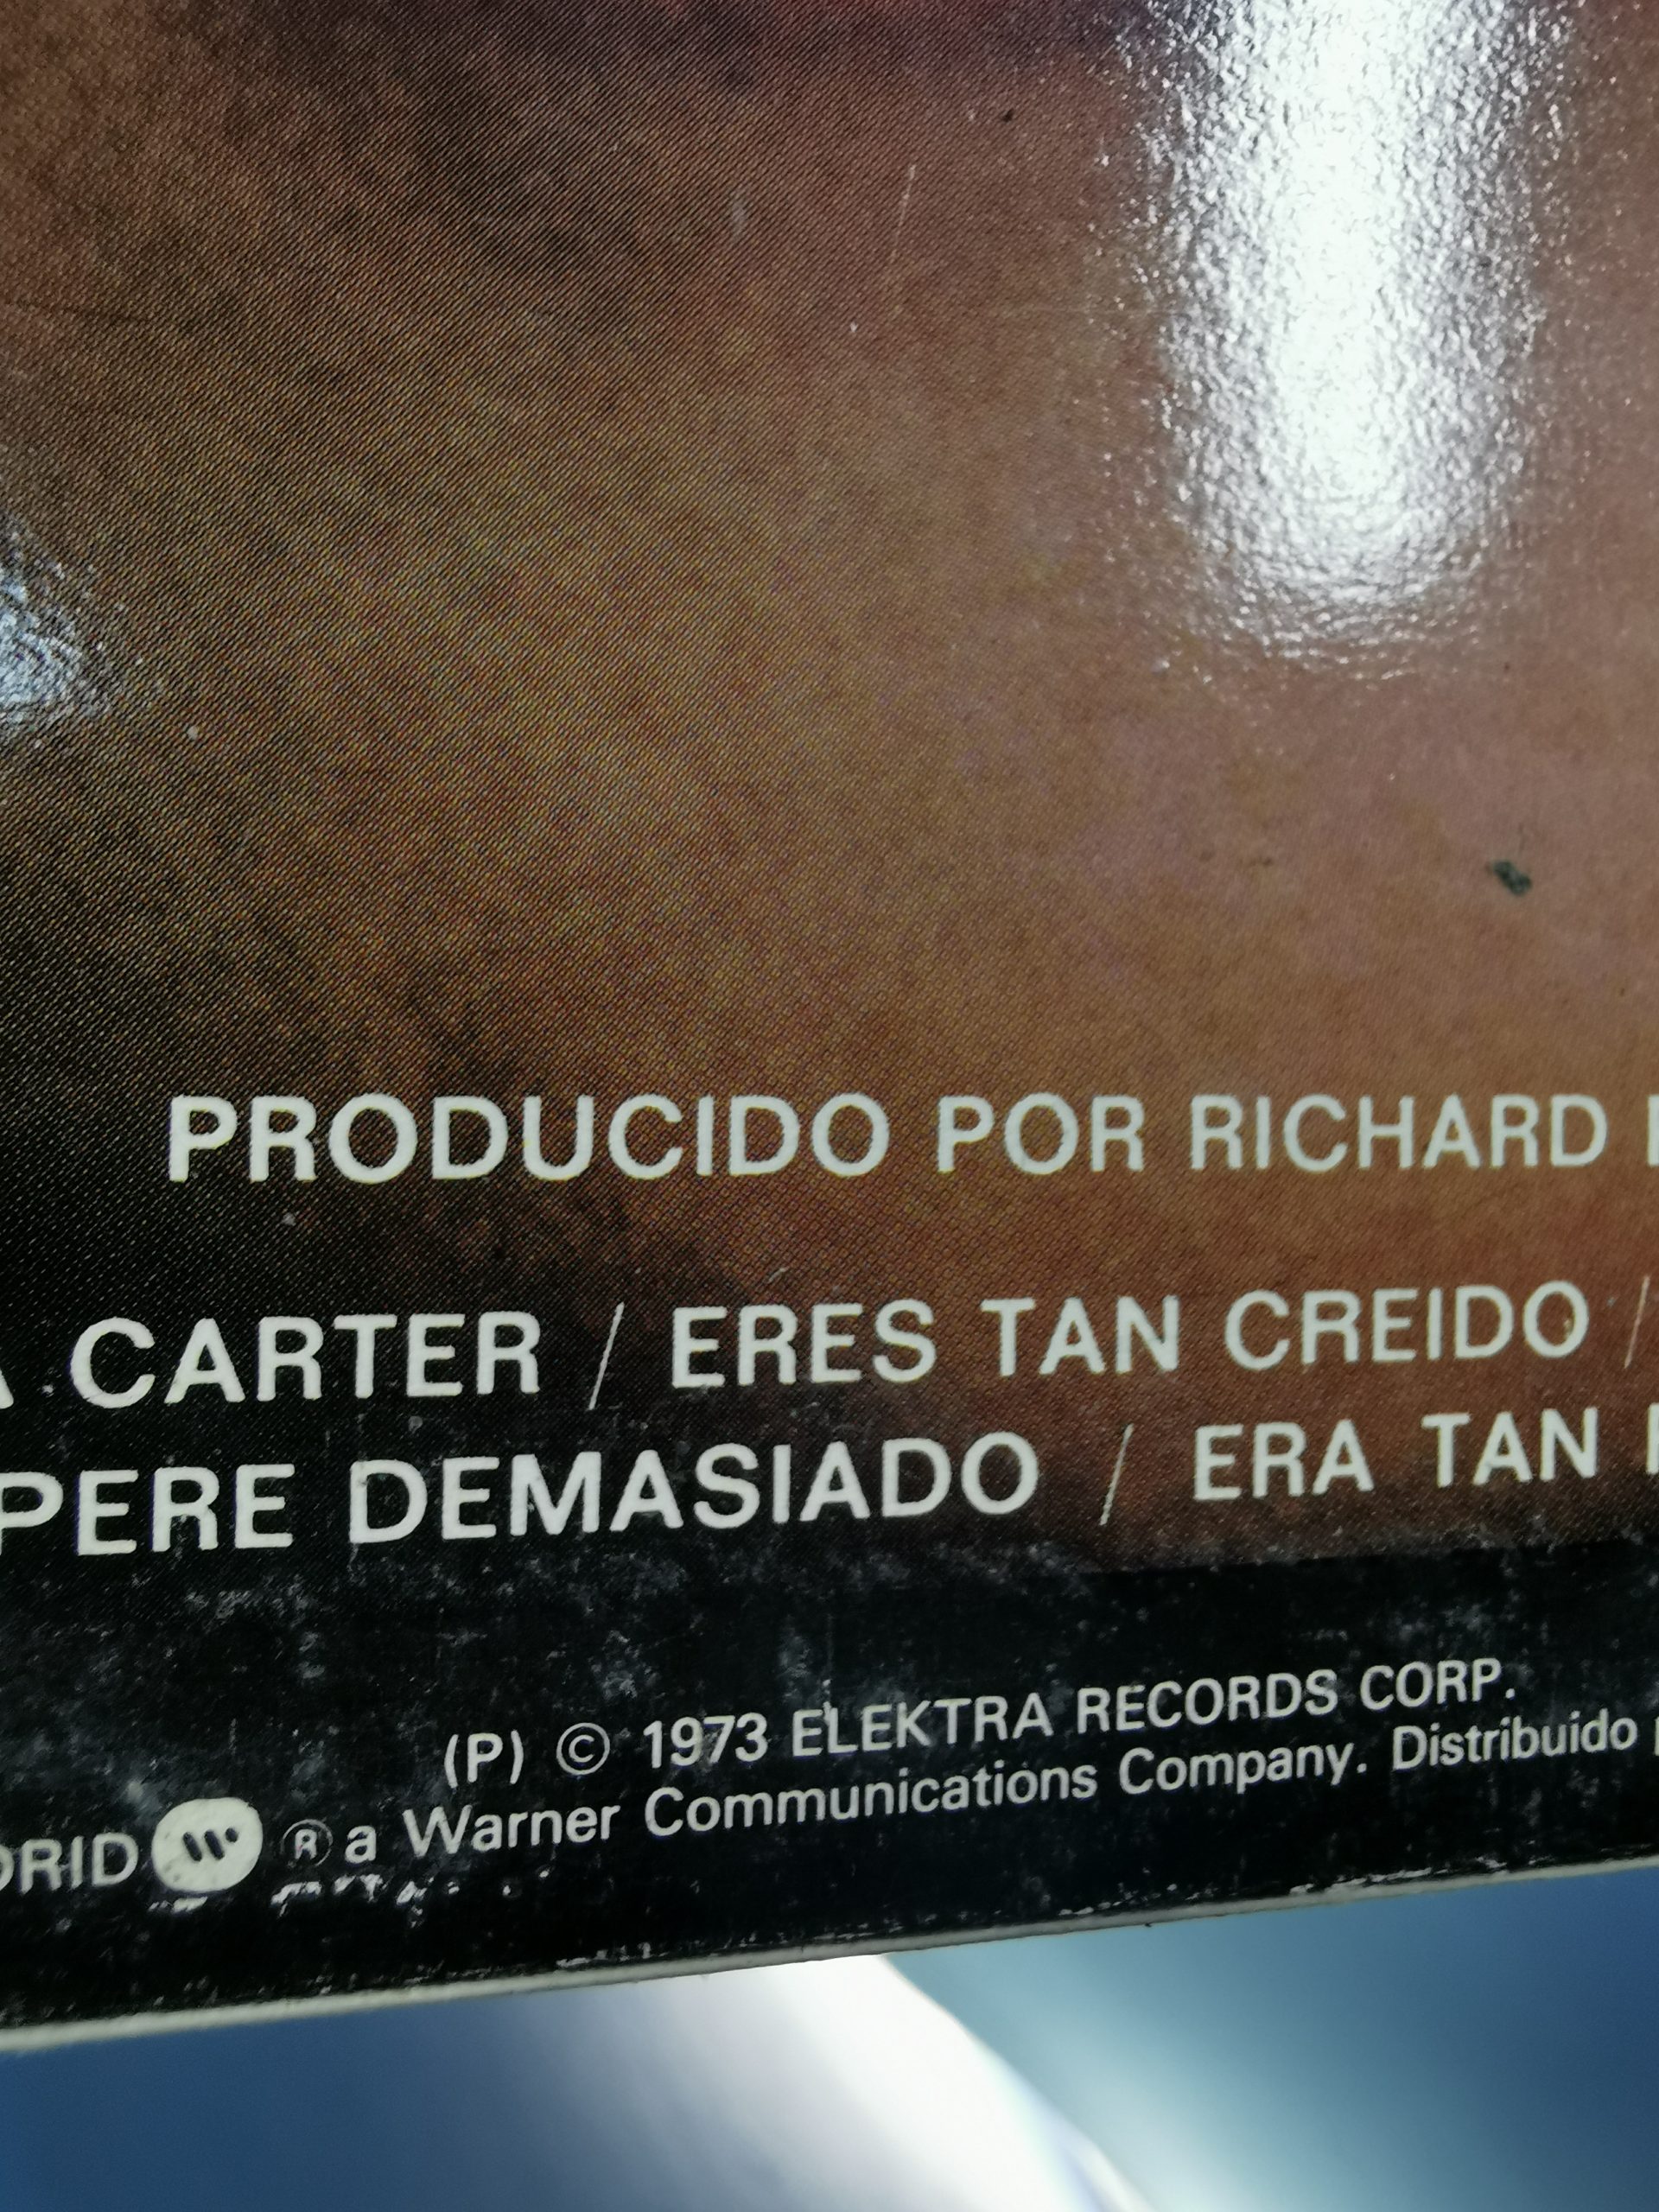 PRODUCIDO POR RICHARD
CARTER / ERES TAN CREIDO /
PERE DEMASIADO / ERA TAN
(P) © 1973 ELEKTRA RECORDS CORP.
DRID ® a Warner Communications Company. Distribuido